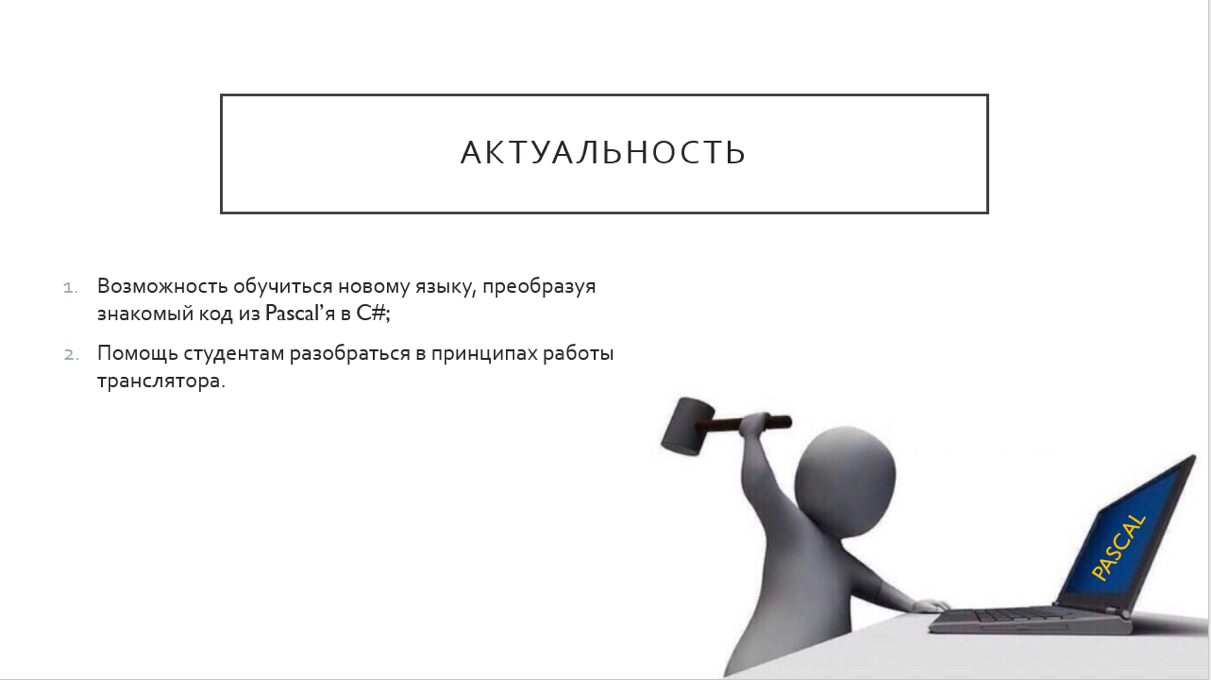 АКТУАЛЬНОСТЬ
1. Возможность обучиться новому языку, преобразуя
знакомый код из Pascal’я в C#;
2. Помощь студентам разобраться в принципах работы
транслятора.
PASCAL